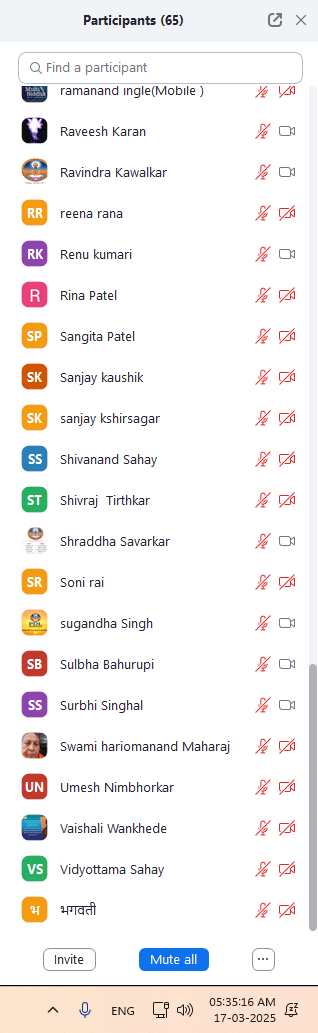 Participants (65)
Find a participant
ramanand ingle(Mobile )
Raveesh Karan
Ravindra Kawalkar
RR reena rana
RK Renu kumari
R Rina Patel
SP Sangita Patel
SK Sanjay kaushik
SK sanjay kshirsagar
SS Shivanand Sahay
ST Shivraj  Tirthkar
Shraddha Savarkar
SR Soni rai
sugandha Singh
SB Sulbha Bahurupi
SS Surbhi Singhal
Swami hariomanand Maharaj
UN Umesh Nimbhorkar
Vaishali Wankhede
VS Vidyottama Sahay
भ भगवती
Invite Mute all ...
ENG 05:35:16 AM
17-03-2025